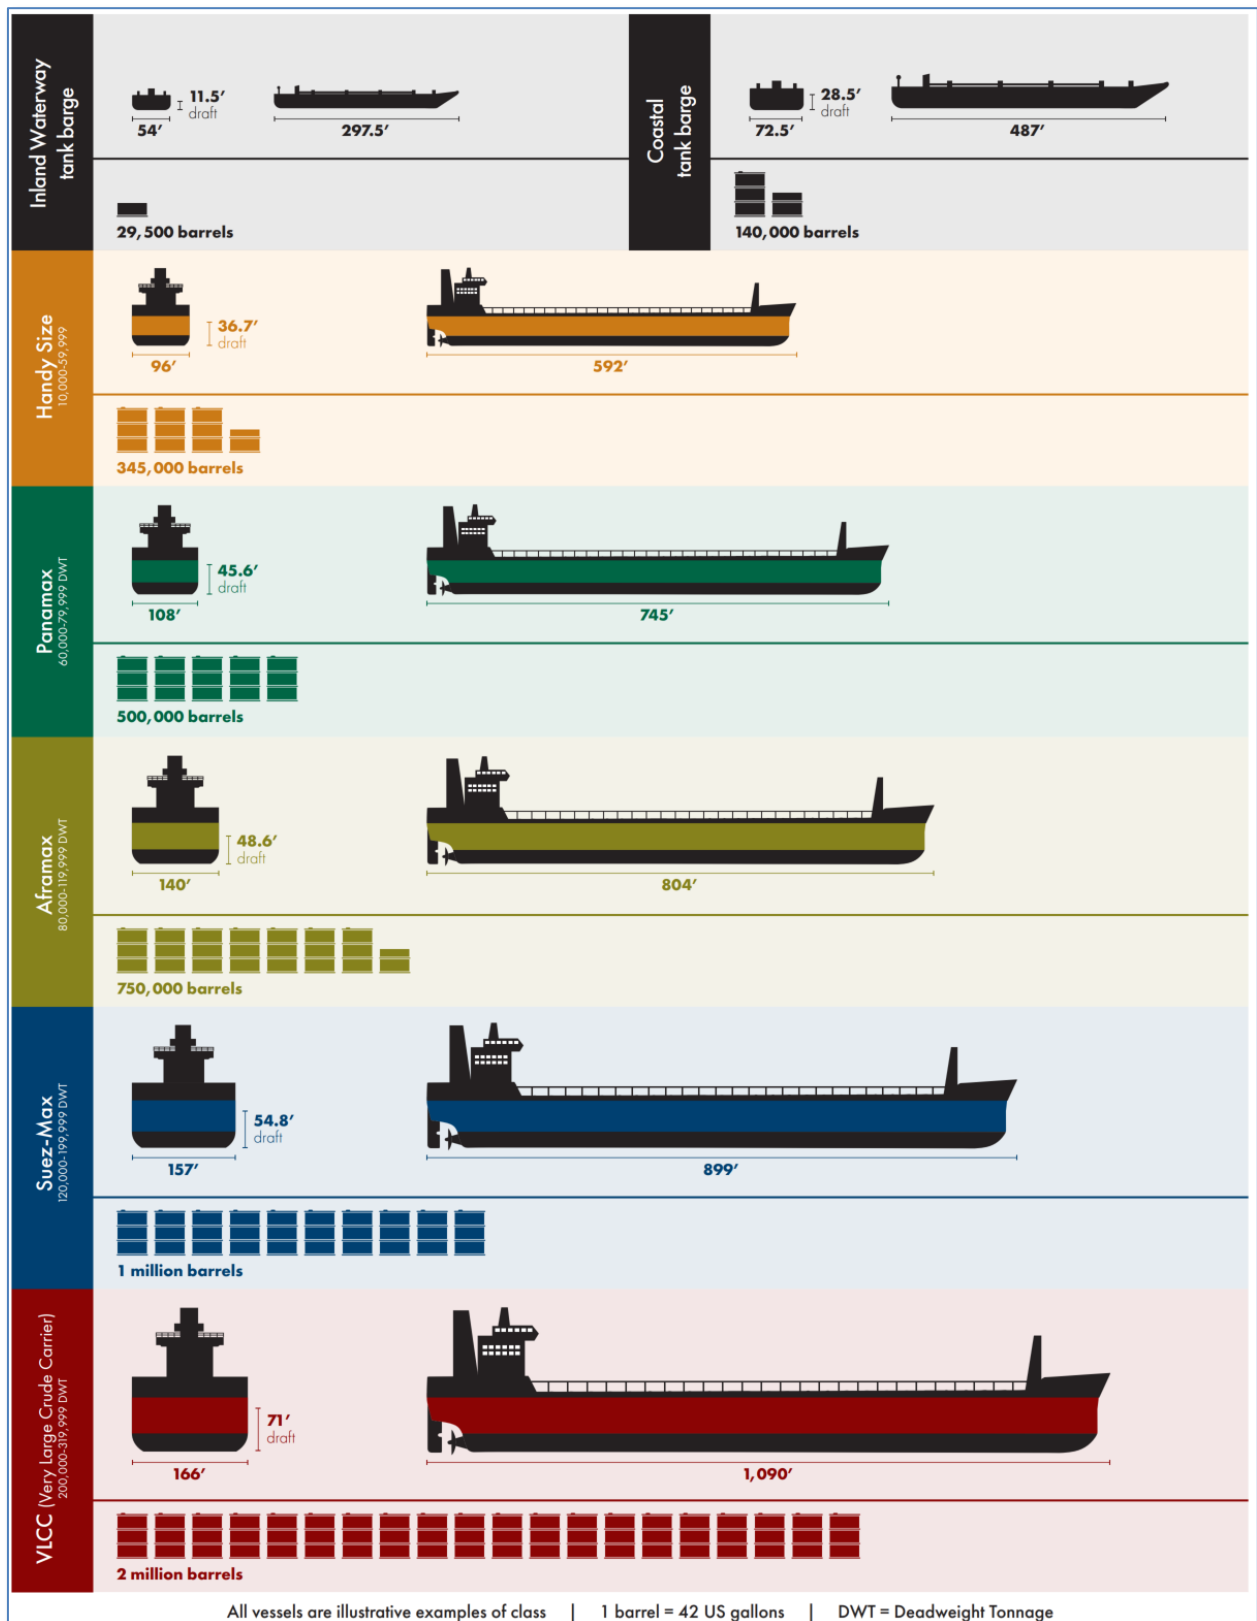 Inland Waterway
tank barge
11.5′
draft
54′
297.5′
29,500 barrels
Coastal
tank barge
28.5′
draft
72.5′
487′
140,000 barrels
Handy Size
10,000-59,999
36.7′
draft
96′
592′
345,000 barrels
Panamax
60,000-79,999 DWT
45.6′
draft
108′
745′
500,000 barrels
Aframax
80,000-119,999 DWT
48.6′
draft
140′
804′
750,000 barrels
Suez-Max
120,000-199,999 DWT
54.8′
draft
157′
899′
1 million barrels
VLCC (Very Large Crude Carrier)
200,000-319,999 DWT
71′
draft
166′
1,090′
2 million barrels
All vessels are illustrative examples of class | 1 barrel = 42 US gallons | DWT = Deadweight Tonnage